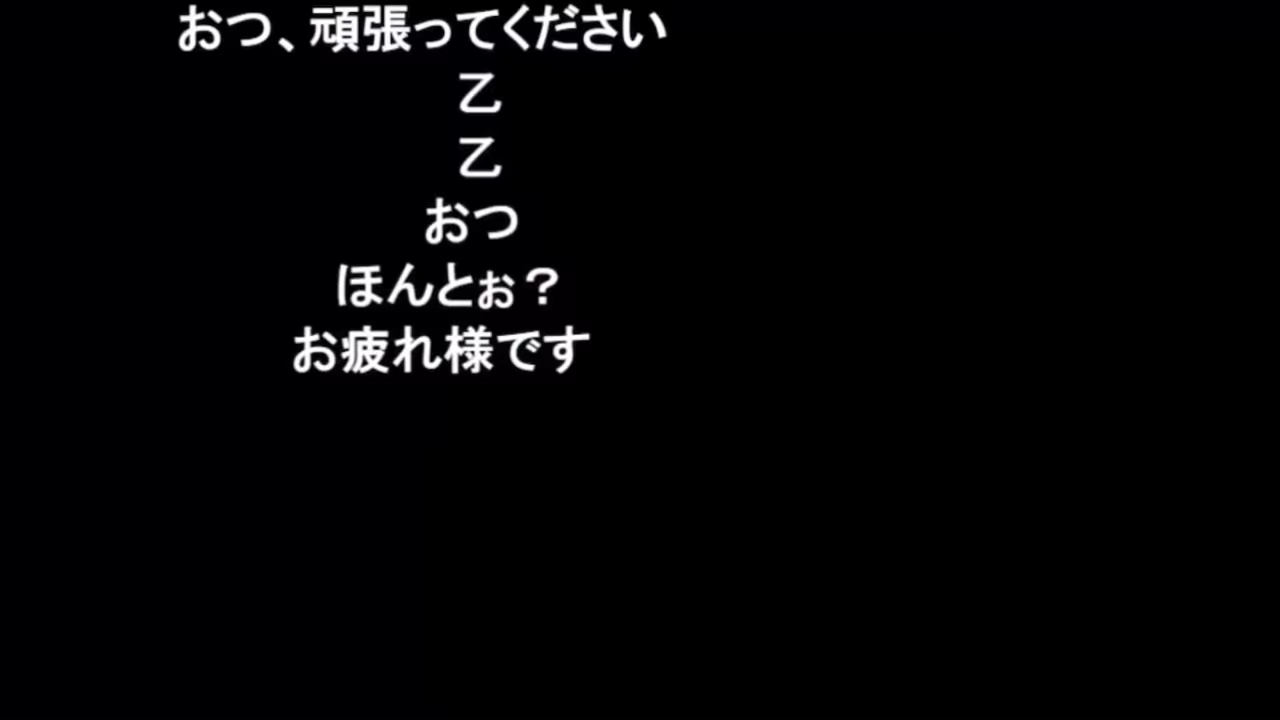 おつ、頑張ってください
乙
乙
おつ
ほんとぉ？
お疲れ様です